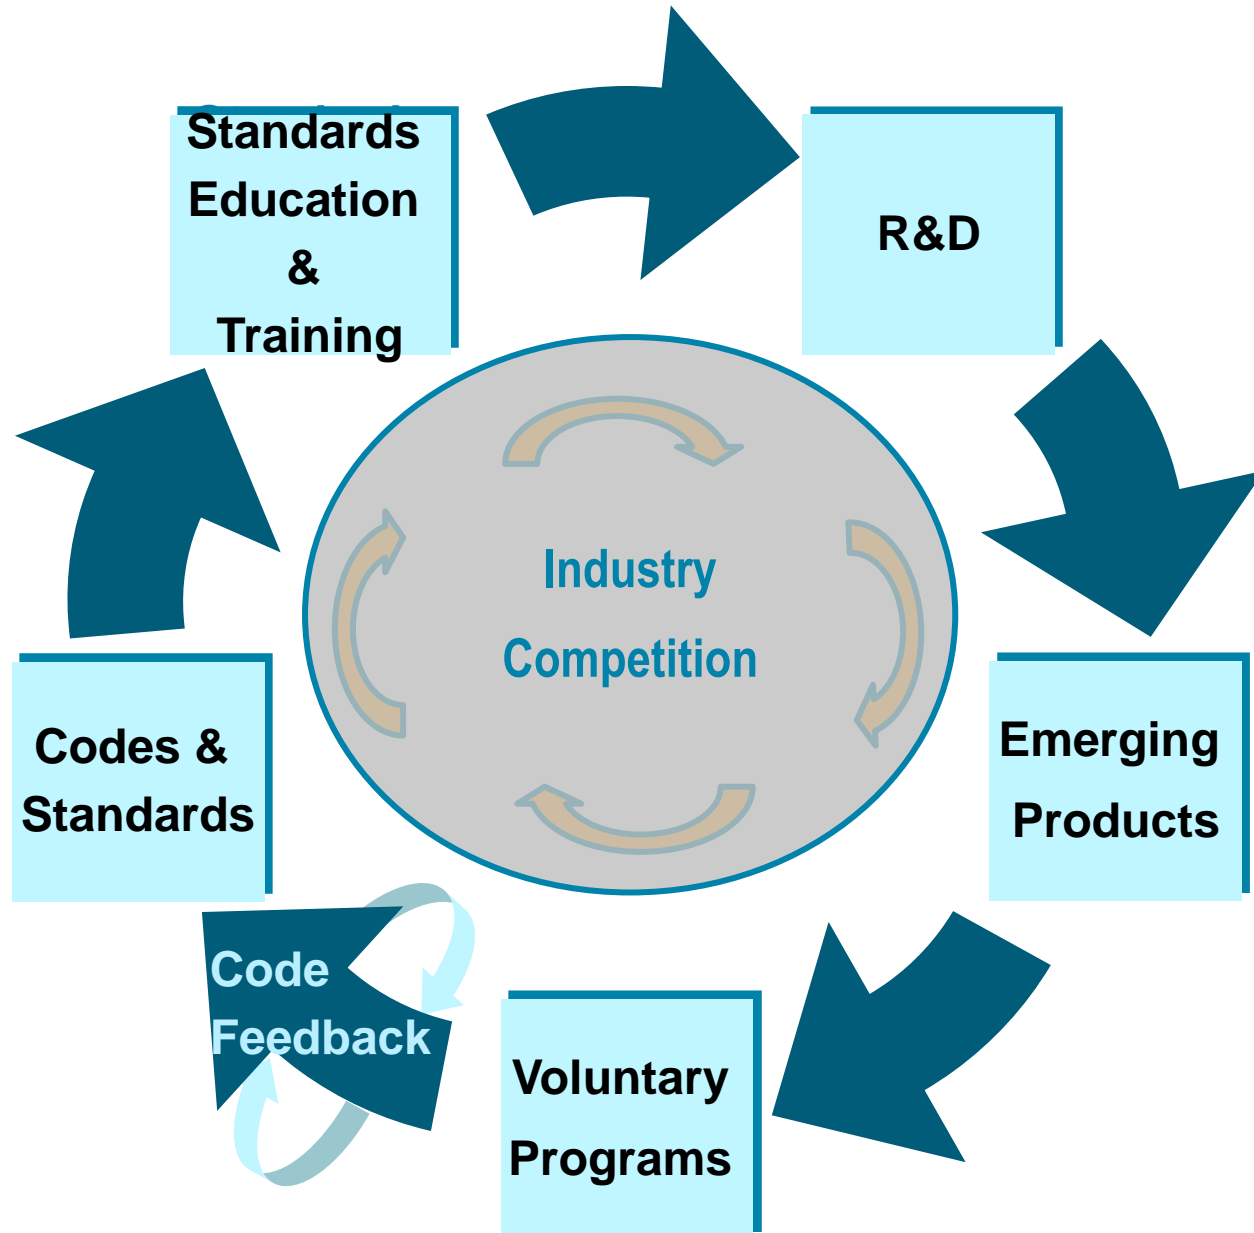 Standards
Education
&
Training
R&D
Industry
Competition
Codes &
Standards
Emerging
Products
Code
Feedback
Voluntary
Programs